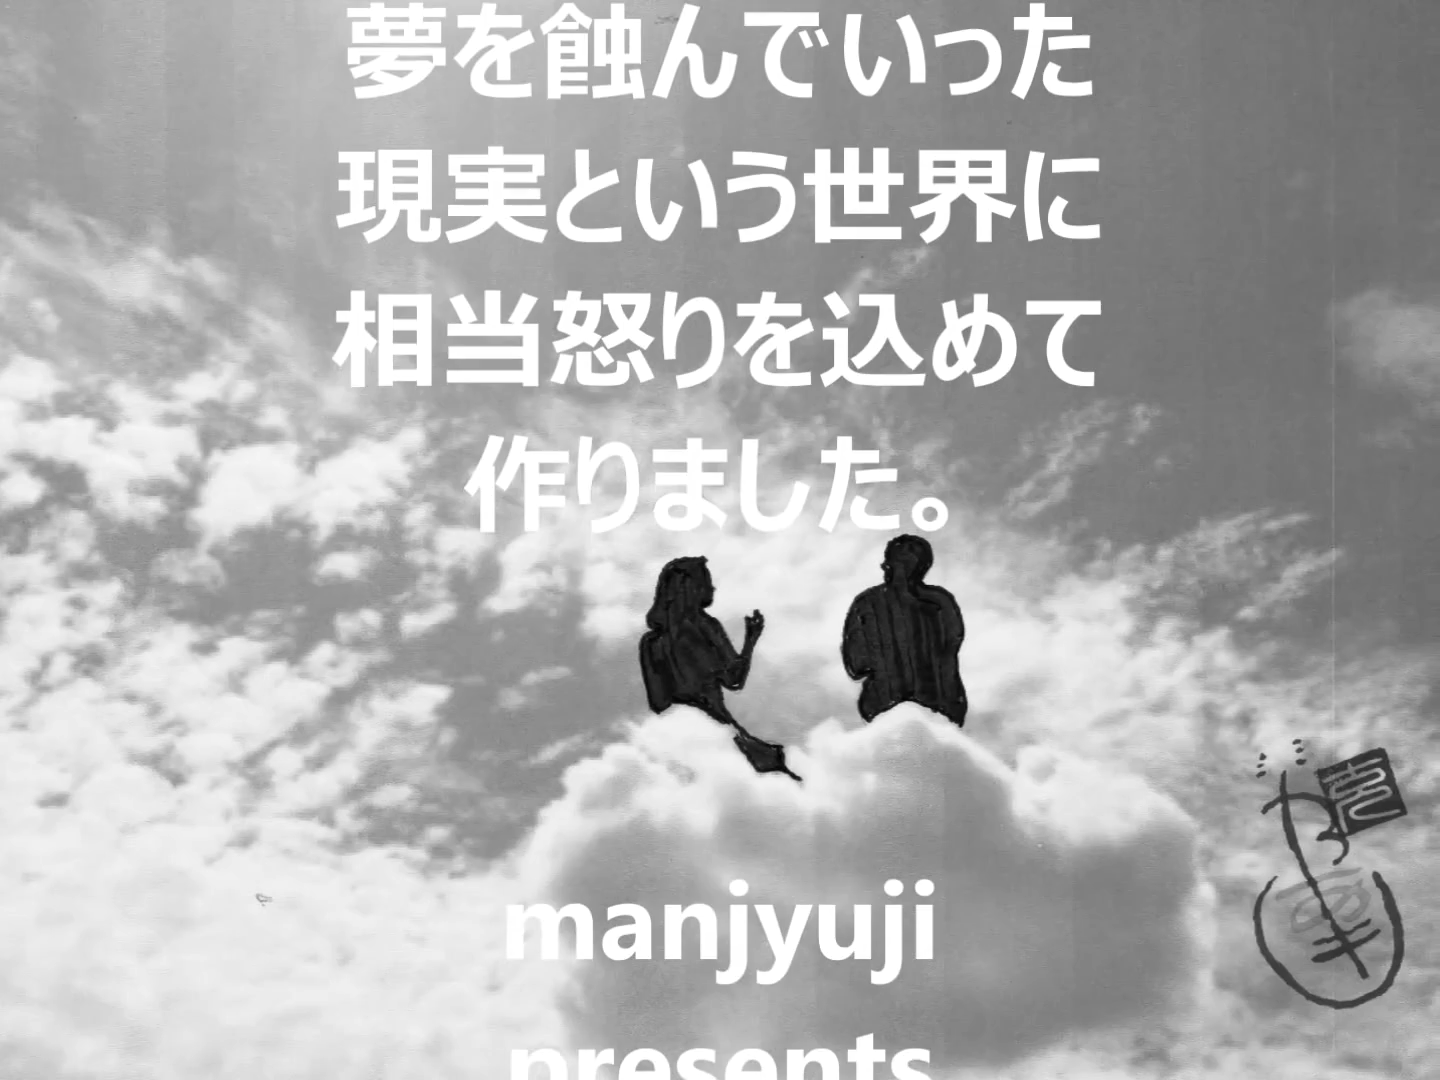 夢を蝕んでいった
現実という世界に
相当怒りを込めて
作りました。
manjyuji
presents